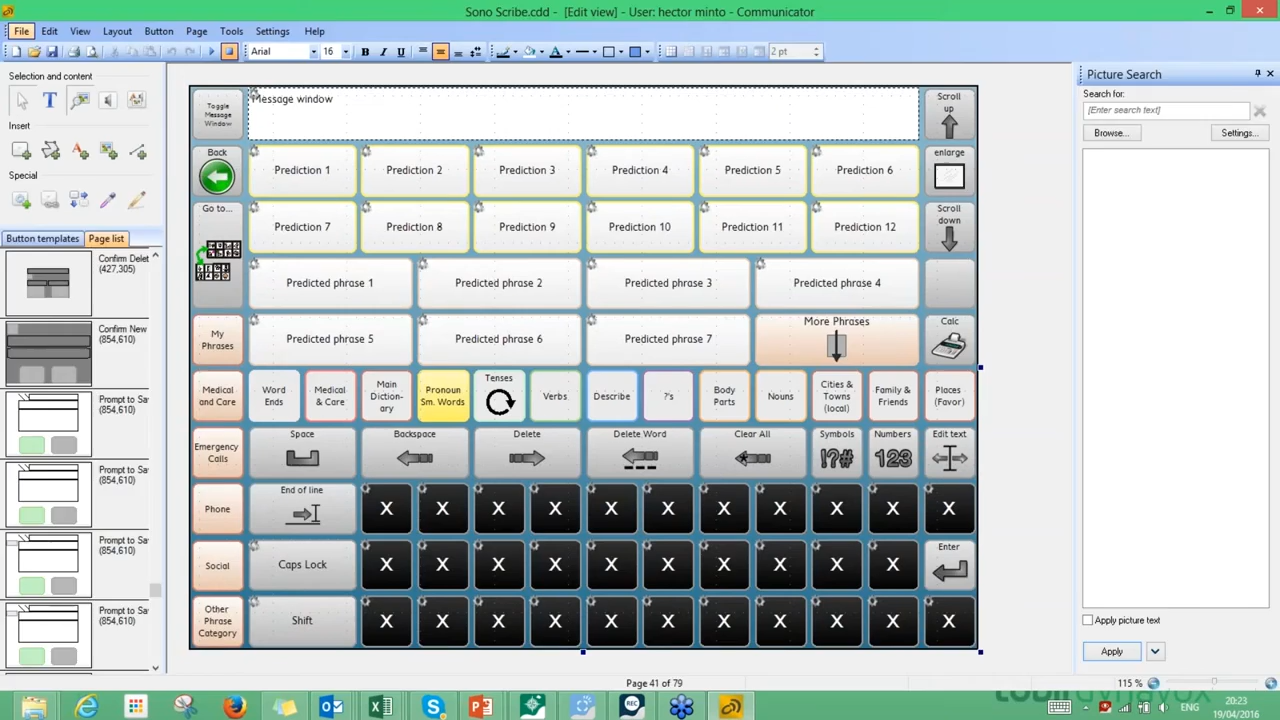 Sono Scribe.cdd - [Edit view] - User: hector minto - Communicator
File Edit View Layout Button Page Tools Settings Help
Arial 16 B I U 2 pt
Selection and content
Insert
Special
Button templates Page list
Confirm Delet
(427,305)
Confirm New
(854,610)
Prompt to Sa
(854,610)
Prompt to Sa
(854,610)
Prompt to Sa
(854,610)
Prompt to Sa
(854,610)
Toggle
Message
Window
Message window
Scroll
up
Back
Prediction 1 Prediction 2 Prediction 3 Prediction 4 Prediction 5 Prediction 6
enlarge
Go to...
Prediction 7 Prediction 8 Prediction 9 Prediction 10 Prediction 11 Prediction 12
Scroll
down
Predicted phrase 1 Predicted phrase 2 Predicted phrase 3 Predicted phrase 4
My
Phrases
Predicted phrase 5 Predicted phrase 6 Predicted phrase 7
More Phrases
Calc
Medical
and Care
Word
Ends
Medical
& Care
Main
Diction-
ary
Pronoun
Sm. Words
Tenses
Verbs
Describe
?'s
Body
Parts
Nouns
Cities &
Towns
(local)
Family &
Friends
Places
(Favor)
Emergency
Calls
Space Backspace Delete Delete Word Clear All Symbols Numbers Edit text
!?# 123
Phone
End of line
X X X X X X X X X X X
Social
Caps Lock
X X X X X X X X X X
Enter
Other
Phrase
Category
Shift
X X X X X X X X X X X
Picture Search
Search for:
[Enter search text]
Browse... Settings...
Apply picture text
Apply
Page 41 of 79
115 %
tobii dynavox
REC
ENG
20:23
19/04/2016